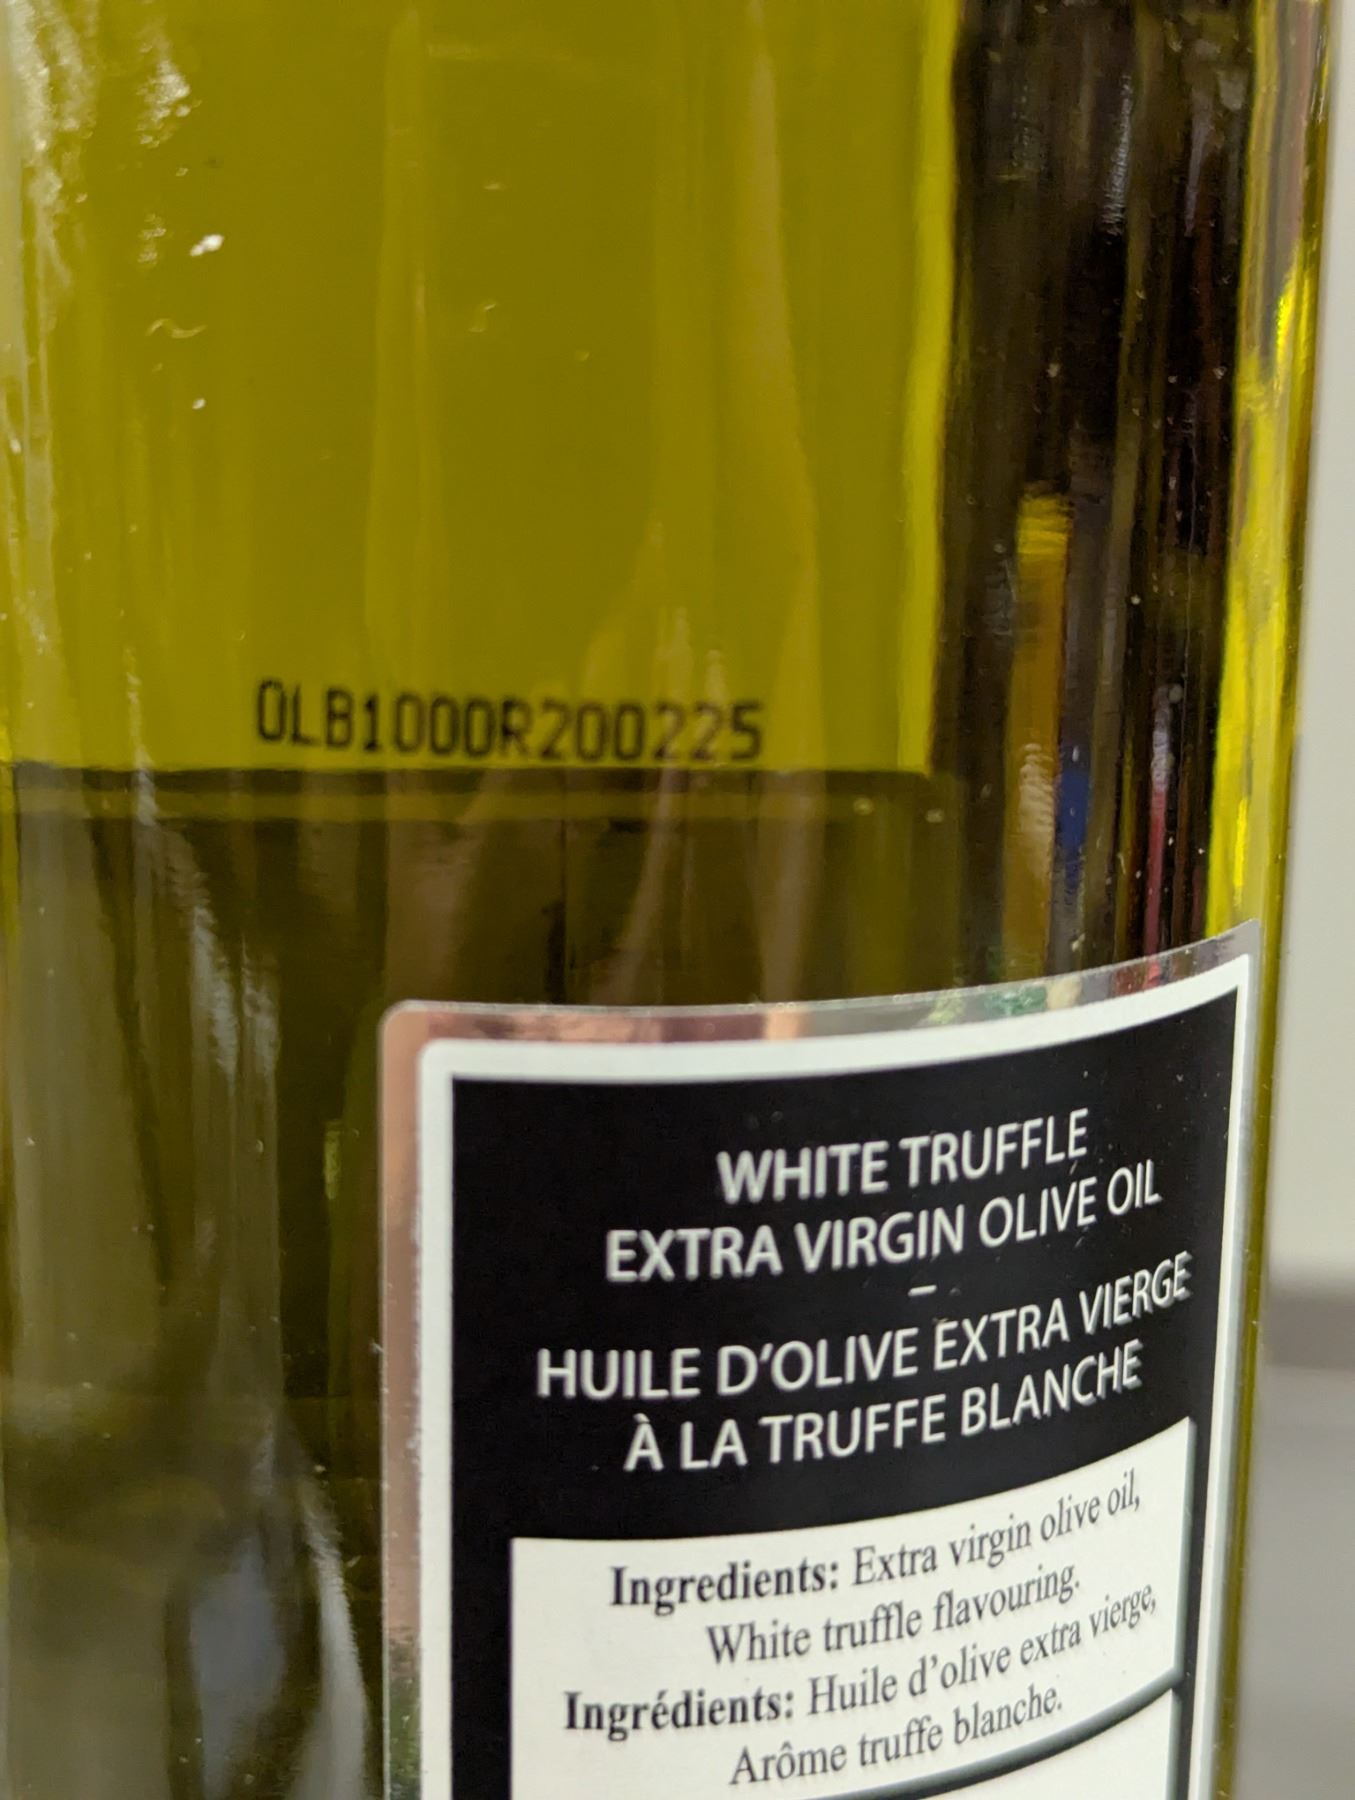 OLB1000R200225
WHITE TRUFFLE
EXTRA VIRGIN OLIVE OIL
–
HUILE D'OLIVE EXTRA VIERGE
À LA TRUFFE BLANCHE
Ingredients: Extra virgin olive oil,
White truffle flavouring.
Ingrédients: Huile d'olive extra vierge,
Arôme truffe blanche.